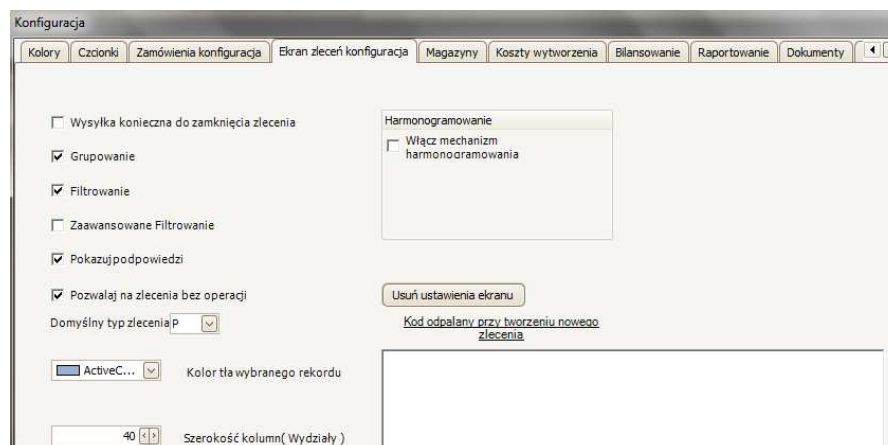 Konfiguracja
Kolory Czcionki Zamówienia konfiguracja Ekran zleceń konfiguracja Magazyny Koszty wytworzenia Bilansowanie Raportowanie Dokumenty
Wysyłka konieczna do zamknięcia zlecenia
Grupowanie
Filtrowanie
Zaawansowane Filtrowanie
Pokazuj podpowiedzi
Pozwalaj na zlecenia bez operacji
Domyślny typ zlecenia P
ActiveC...
Kolor tła wybranego rekordu
40
Szerokość kolumn( Wydziały )
Harmonogramowanie
Włącz mechanizm
harmonogramowania
Usuń ustawienia ekranu
Kod odpalany przy tworzeniu nowego
zlecenia